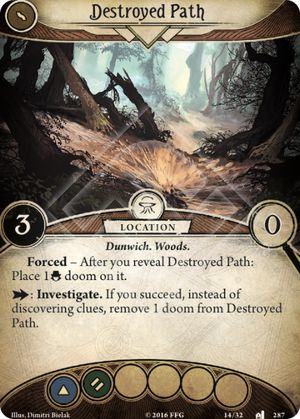 Destroyed Path
3
LOCATION
0
Dunwich. Woods.
Forced – After you reveal Destroyed Path:
Place 1 doom on it.
: Investigate. If you succeed, instead of
discovering clues, remove 1 doom from Destroyed
Path.
Illus. Dimitri Bielak
© 2016 FFG
14/32
287